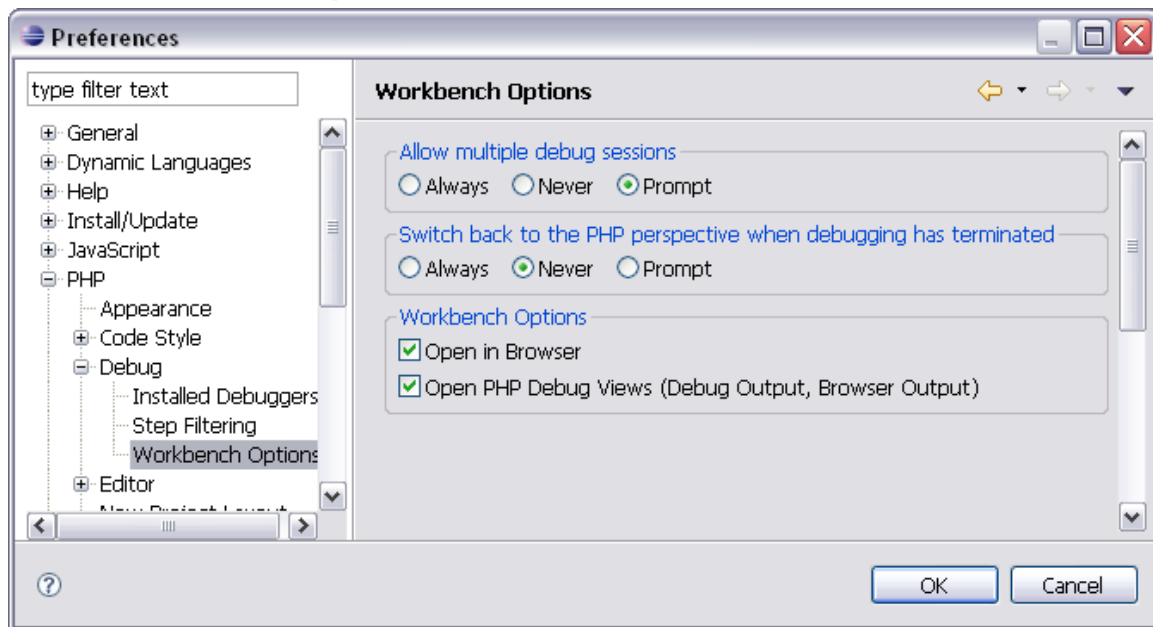 Preferences
type filter text
Workbench Options
General
Dynamic Languages
Help
Install/Update
JavaScript
PHP
Appearance
Code Style
Debug
Installed Debuggers
Step Filtering
Workbench Options
Editor
Allow multiple debug sessions
Always Never Prompt
Switch back to the PHP perspective when debugging has terminated
Always Never Prompt
Workbench Options
Open in Browser
Open PHP Debug Views (Debug Output, Browser Output)
OK Cancel